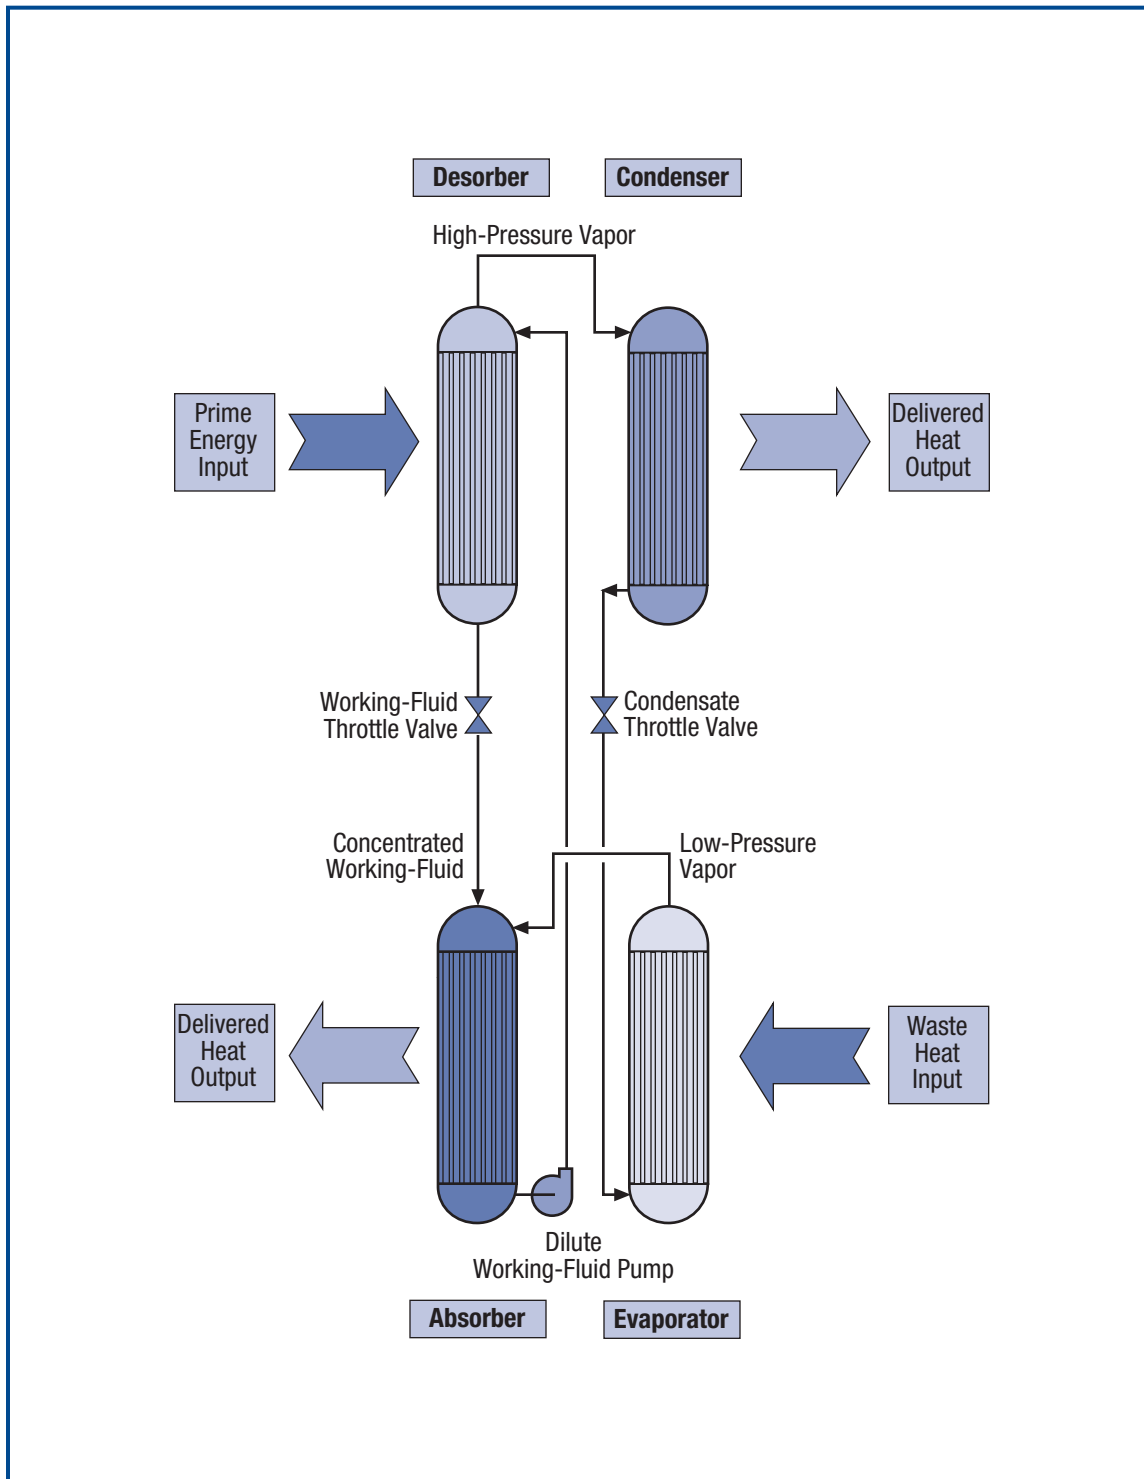 Desorber
Condenser
High-Pressure Vapor
Prime
Energy
Input
Delivered
Heat
Output
Working-Fluid
Throttle Valve
Condensate
Throttle Valve
Concentrated
Working-Fluid
Low-Pressure
Vapor
Delivered
Heat
Output
Waste
Heat
Input
Dilute
Working-Fluid Pump
Absorber
Evaporator